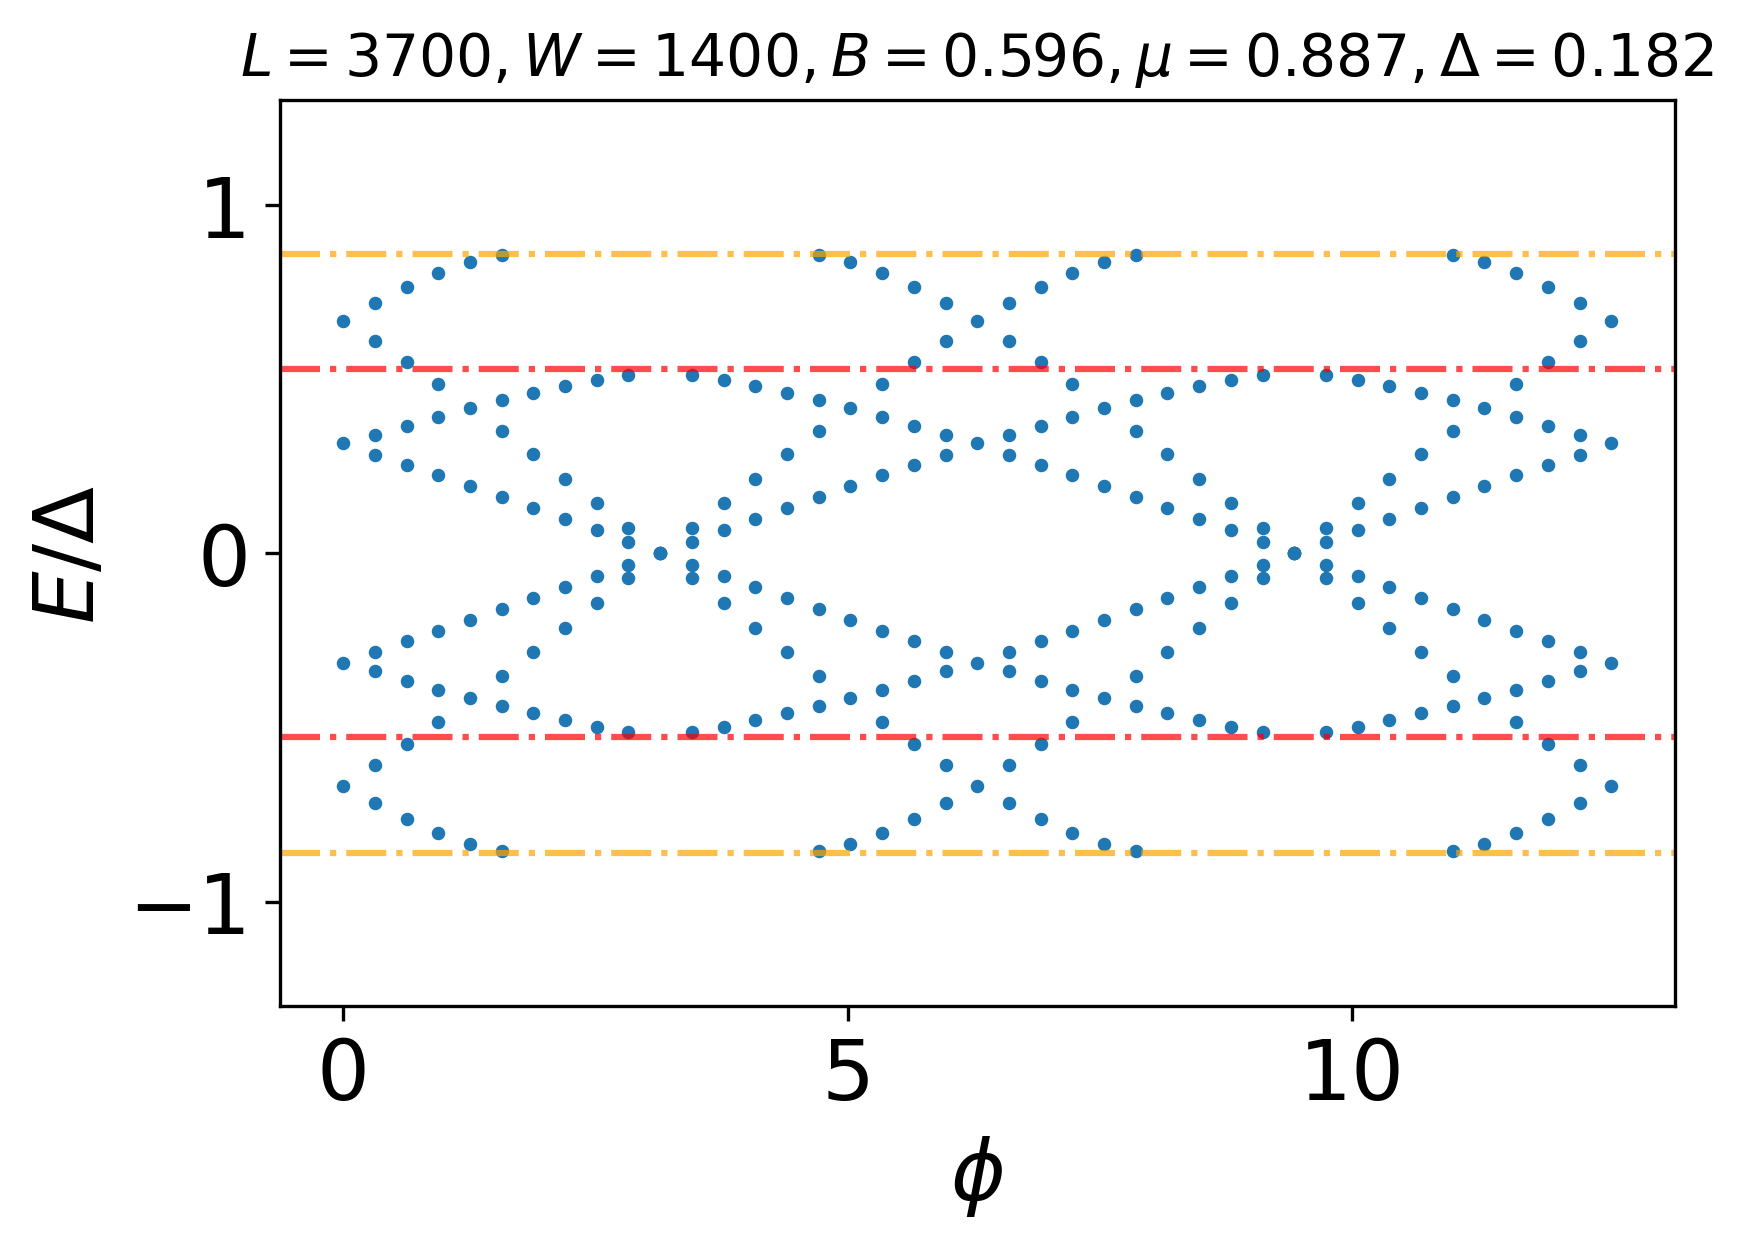 L = 3700, W = 1400, B = 0.596, μ = 0.887, Δ = 0.182
1
0
−1
E/Δ
0 5 10
ϕ